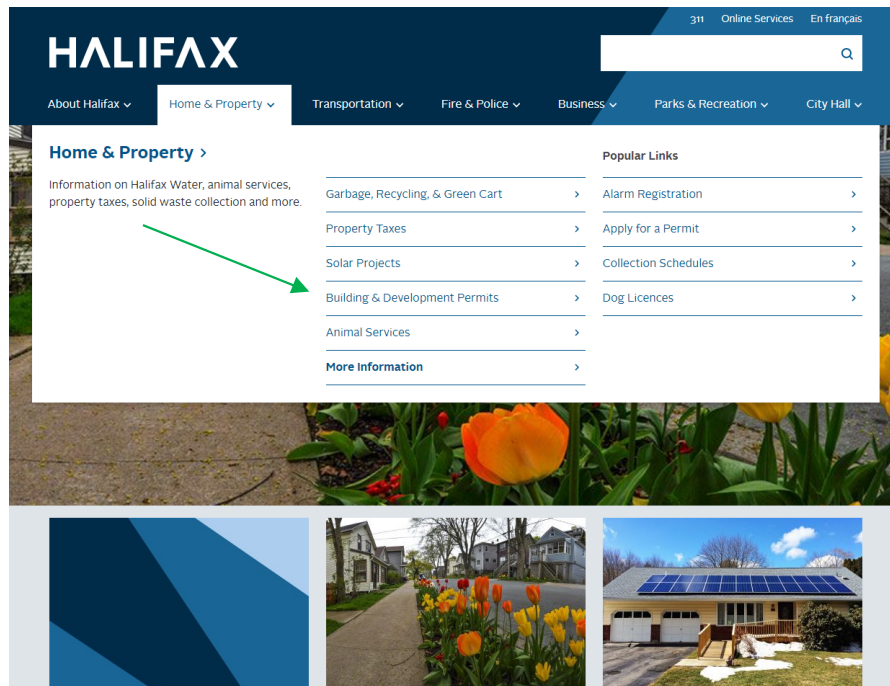 311 Online Services En français
HALIFAX
About Halifax Home & Property Transportation Fire & Police Business Parks & Recreation City Hall
Home & Property
Information on Halifax Water, animal services,
property taxes, solid waste collection and more.
Garbage, Recycling, & Green Cart
Property Taxes
Solar Projects
Building & Development Permits
Animal Services
More Information
Popular Links
Alarm Registration
Apply for a Permit
Collection Schedules
Dog Licences